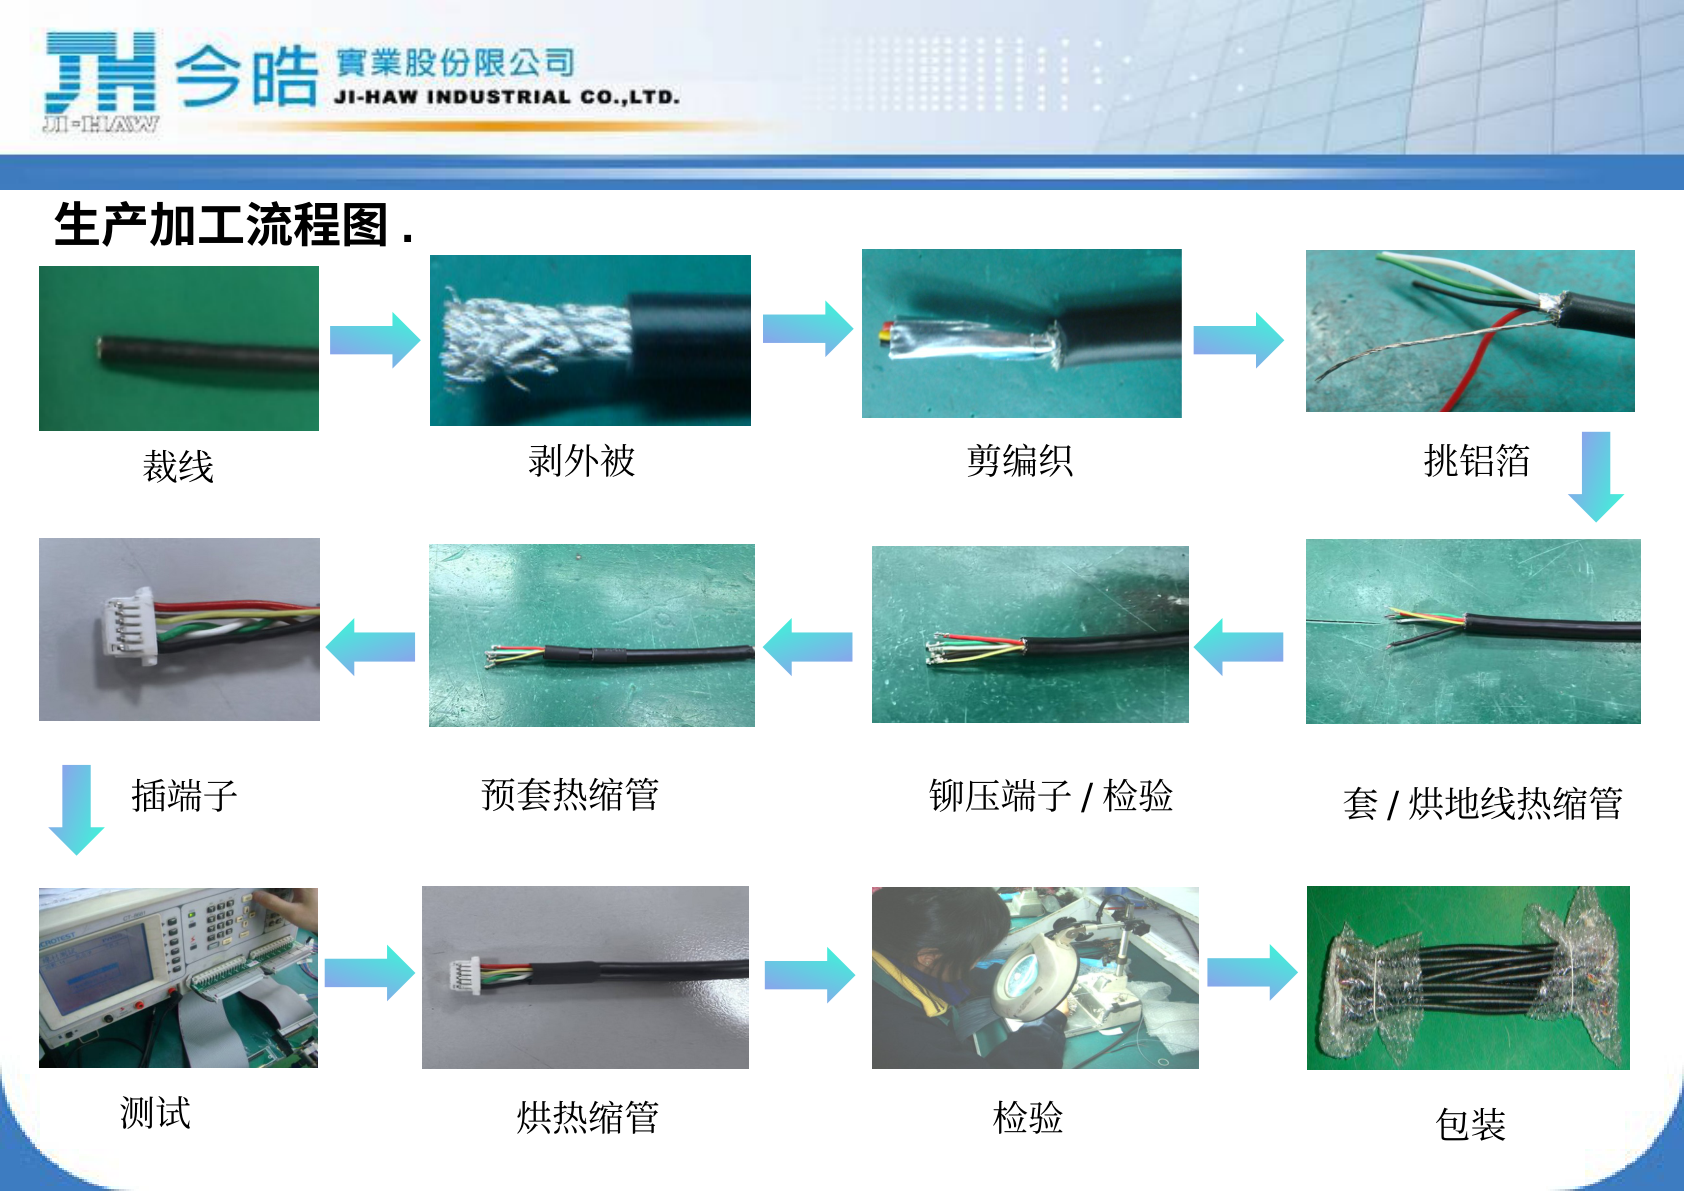 今皓 實業股份限公司
JI-HAW INDUSTRIAL CO.,LTD.
JI-HAW
生产加工流程图 .
裁线
剥外被
剪编织
挑铝箔
插端子
预套热缩管
铆压端子 / 检验
套 / 烘地线热缩管
测试
烘热缩管
检验
包装